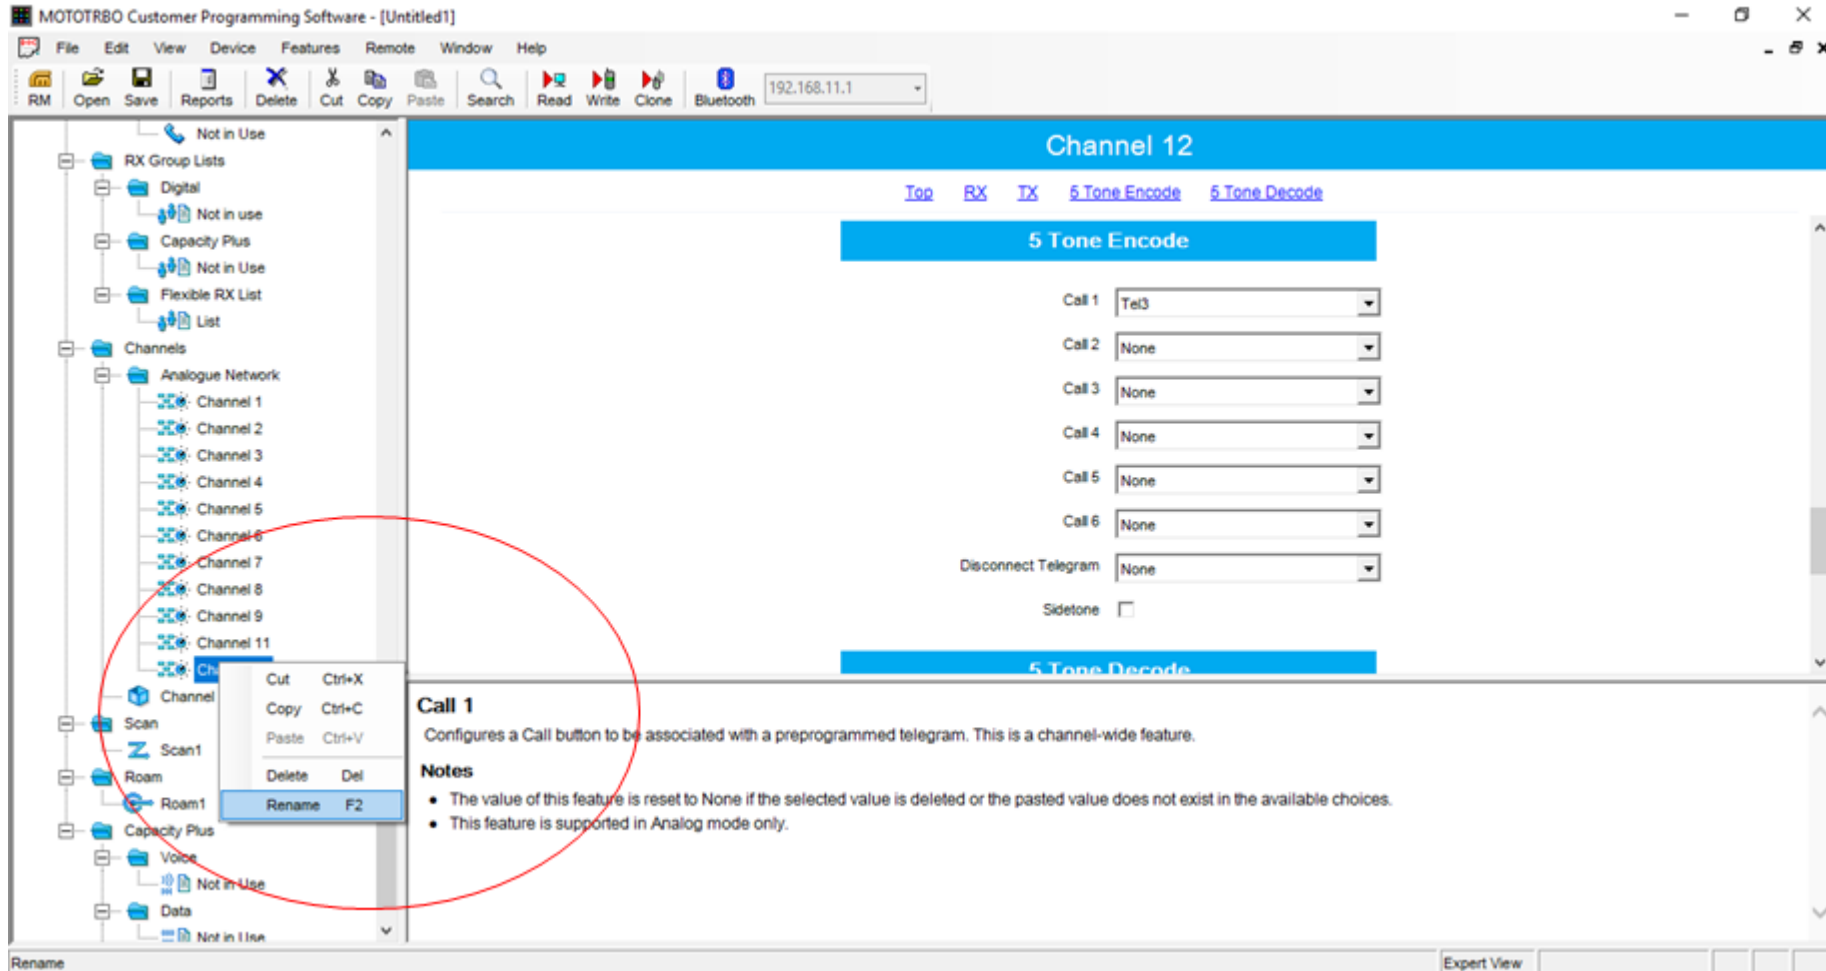 MOTOTRBO Customer Programming Software - [Untitled1]
File Edit View Device Features Remote Window Help
RM Open Save Reports Delete Cut Copy Paste Search Read Write Clone Bluetooth 192.168.11.1
Not in Use
RX Group Lists
Digital
Not in use
Capacity Plus
Not in Use
Flexible RX List
List
Channels
Analogue Network
Channel 1
Channel 2
Channel 3
Channel 4
Channel 5
Channel 6
Channel 7
Channel 8
Channel 9
Channel 11
Ch
Channel
Scan
Scan1
Roam
Roam1
Capacity Plus
Voice
Not in Use
Data
Not in Use
Cut Ctrl+X
Copy Ctrl+C
Paste Ctrl+V
Delete Del
Rename F2
Channel 12
Top RX TX 5 Tone Encode 5 Tone Decode
5 Tone Encode
Call 1 Tel3
Call 2 None
Call 3 None
Call 4 None
Call 5 None
Call 6 None
Disconnect Telegram None
Sidetone
5 Tone Decode
Call 1
Configures a Call button to be associated with a preprogrammed telegram. This is a channel-wide feature.
Notes
• The value of this feature is reset to None if the selected value is deleted or the pasted value does not exist in the available choices.
• This feature is supported in Analog mode only.
Rename
Expert View